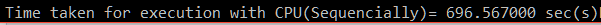 Time taken for execution with CPU(Sequencially)= 696.567000 sec(s)